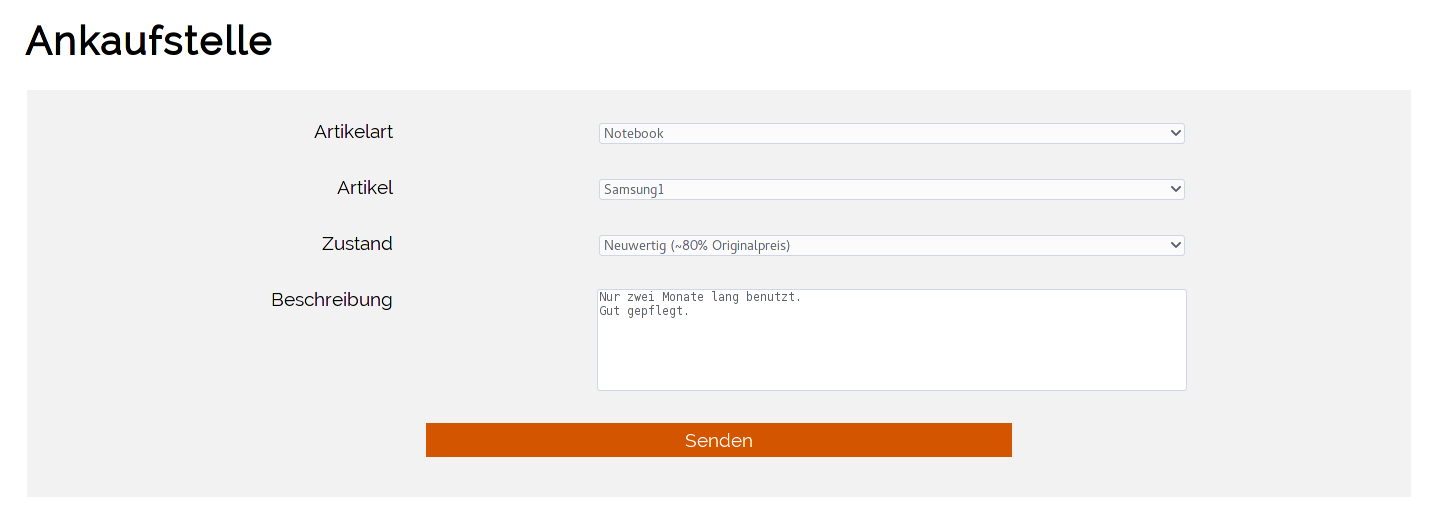 Ankaufstelle
Artikelart
Notebook
Artikel
Samsung1
Zustand
Neuwertig (~80% Originalpreis)
Beschreibung
Nur zwei Monate lang benutzt.
Gut gepflegt.
Senden